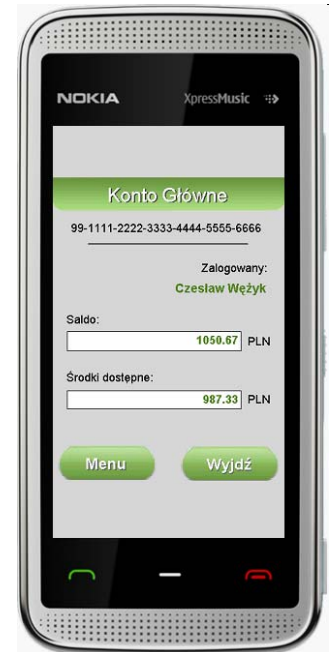 NOKIA XpressMusic
Konto Główne
99-1111-2222-3333-4444-5555-6666
Zalogowany:
Czesław Wężyk
Saldo:
1050.67 PLN
Środki dostępne:
987.33 PLN
Menu Wyjdź